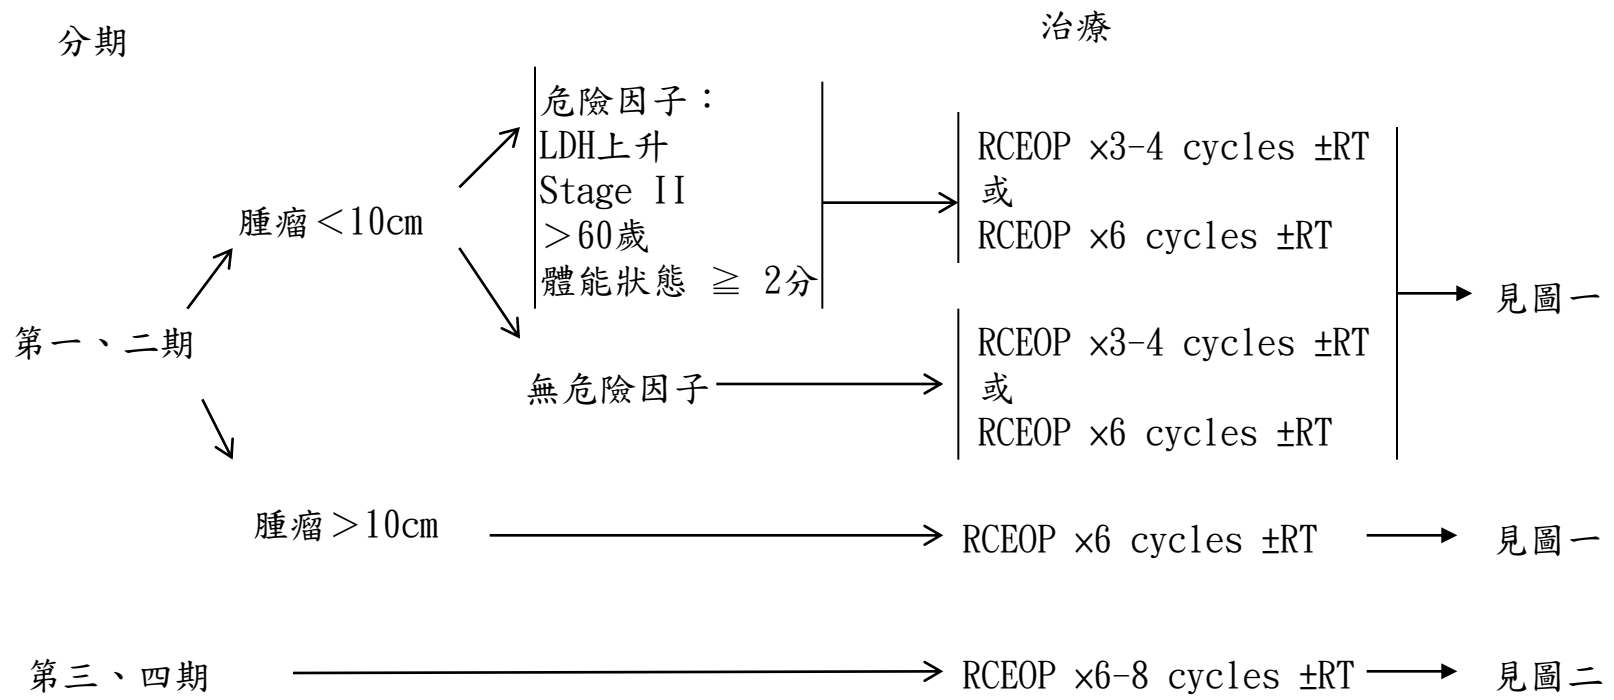 分期
治療
危險因子：
LDH上升
Stage II
＞60歲
體能狀態 ≧ 2分
RCEOP ×3-4 cycles ±RT
或
RCEOP ×6 cycles ±RT
腫瘤＜10cm
見圖一
第一、二期
無危險因子
RCEOP ×3-4 cycles ±RT
或
RCEOP ×6 cycles ±RT
腫瘤＞10cm
RCEOP ×6 cycles ±RT
見圖一
第三、四期
RCEOP ×6-8 cycles ±RT
見圖二